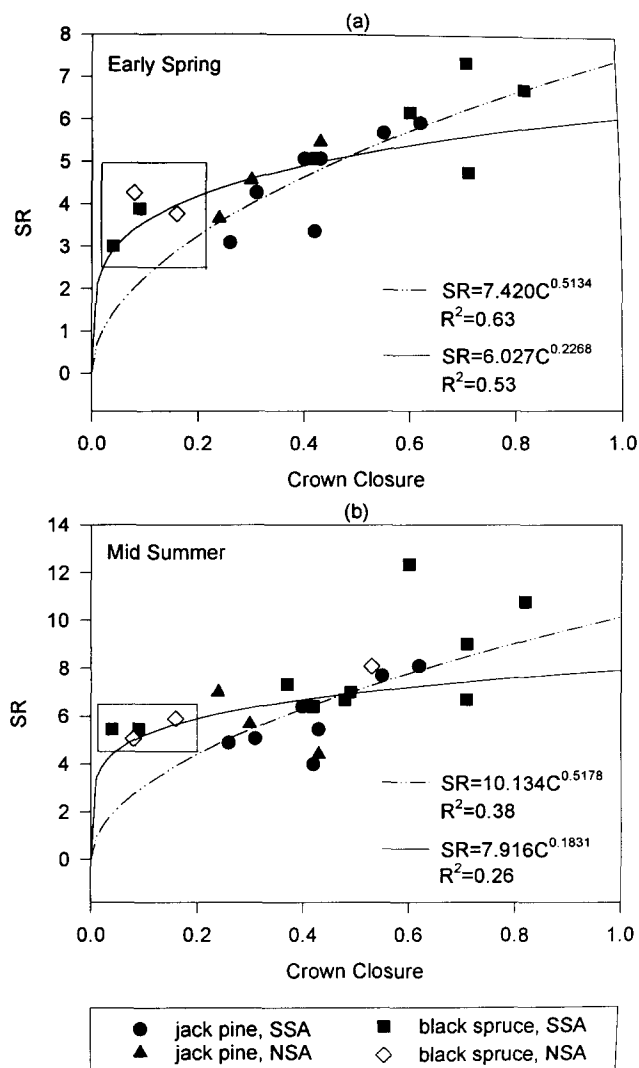 (a)
8
7
6
5
4
3
2
1
0
SR
Early Spring
SR=7.420C^0.5134
R^2=0.63
SR=6.027C^0.2268
R^2=0.53
0.0 0.2 0.4 0.6 0.8 1.0
Crown Closure
(b)
14
12
10
8
6
4
2
0
SR
Mid Summer
SR=10.134C^0.5178
R^2=0.38
SR=7.916C^0.1831
R^2=0.26
0.0 0.2 0.4 0.6 0.8 1.0
Crown Closure
jack pine, SSA black spruce, SSA
jack pine, NSA black spruce, NSA